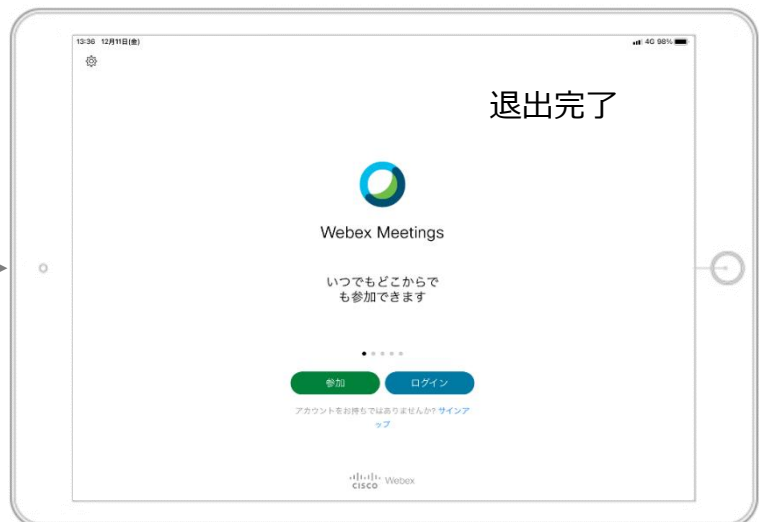 13:36 12月11日(金)
4G 98%
退出完了
Webex Meetings
いつでもどこからで
も参加できます
参加
ログイン
アカウントをお持ちではありませんか? サインア
ップ
CISCO Webex